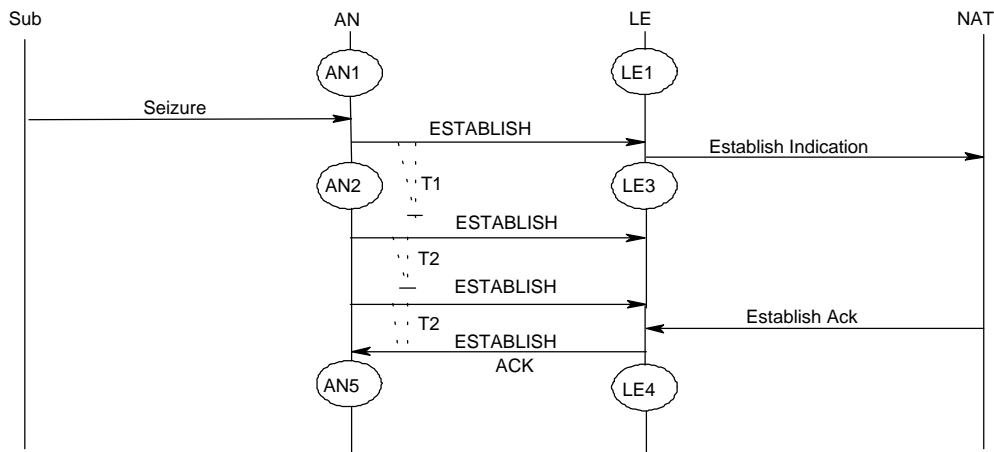 Sub
AN
LE
NAT
AN1
LE1
Seizure
ESTABLISH
Establish Indication
AN2
T1
LE3
ESTABLISH
T2
ESTABLISH
Establish Ack
T2
ESTABLISH
ACK
AN5
LE4